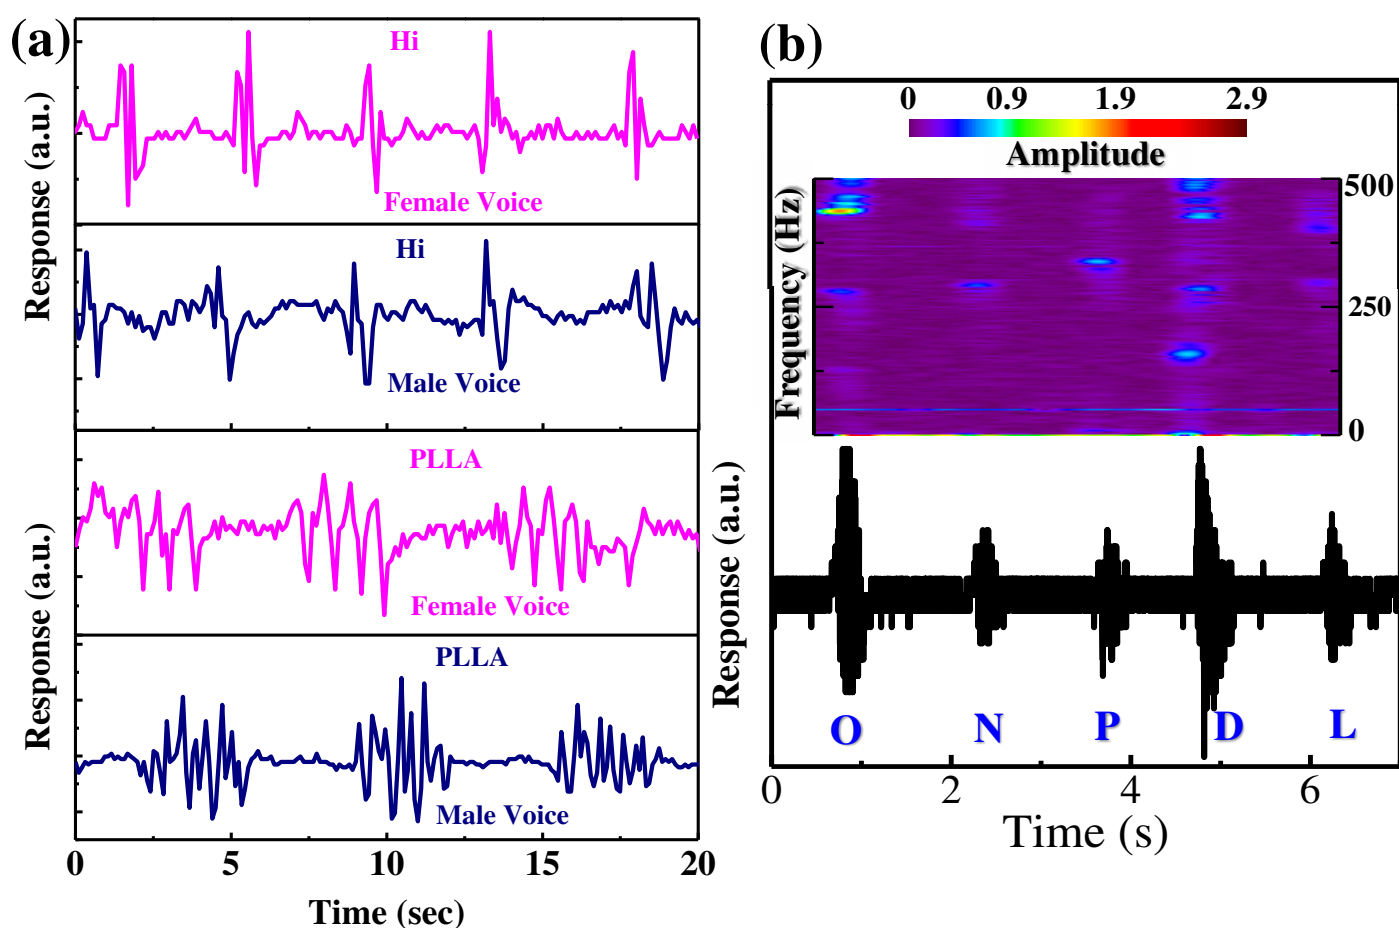 (a)
Hi
Female Voice
Response (a.u.)
Hi
Male Voice
PLLA
Female Voice
Response (a.u.)
PLLA
Male Voice
0 5 10 15 20
Time (sec)
(b)
0 0.9 1.9 2.9
Amplitude
500
250
0
Frequency (Hz)
Response (a.u.)
O N P D L
0 2 4 6
Time (s)